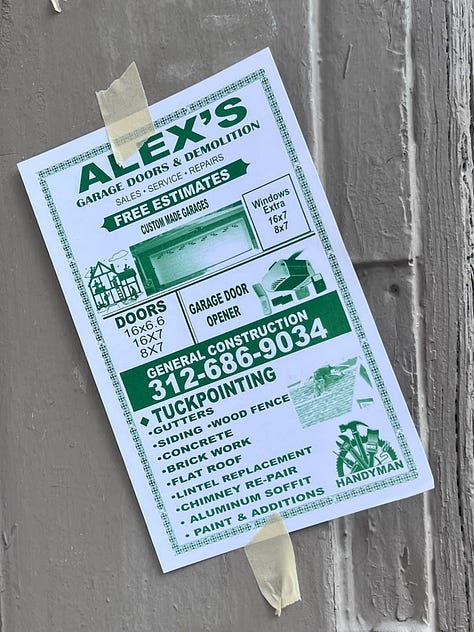 ALEX'S
GARAGE DOORS & DEMOLITION
SALES • SERVICE • REPAIRS
FREE ESTIMATES
CUSTOM MADE GARAGES
Windows
Extra
16x7
8x7
DOORS
16x6.6
16X7
8X7
GARAGE DOOR
OPENER
GENERAL CONSTRUCTION
312-686-9034
◆ TUCKPOINTING
•GUTTERS
•SIDING •WOOD FENCE
•CONCRETE
•BRICK WORK
•FLAT ROOF
•LINTEL REPLACEMENT
•CHIMNEY RE-PAIR
•ALUMINUM SOFFIT
•PAINT & ADDITIONS
HANDYMAN